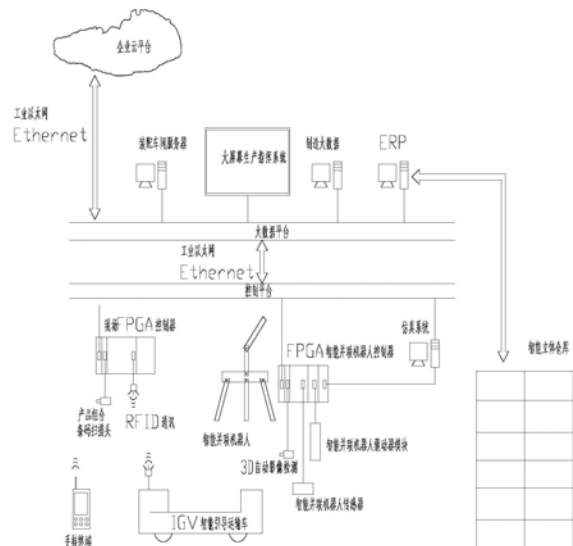 企业云平台
工业以太网
Ethernet
装配车间服务器
大屏幕生产指挥系统
制造大数据
ERP
大数据平台
工业以太网
Ethernet
控制平台
现场FPGA控制器
FPGA智能并联机器人控制器
仿真系统
智能立体仓库
产品组合
条码扫描头
RFID通讯
智能并联机器人
3D自动影像检测
智能并联机器人驱动器模块
智能并联机器人传感器
手持终端
IGV智能引导运输车